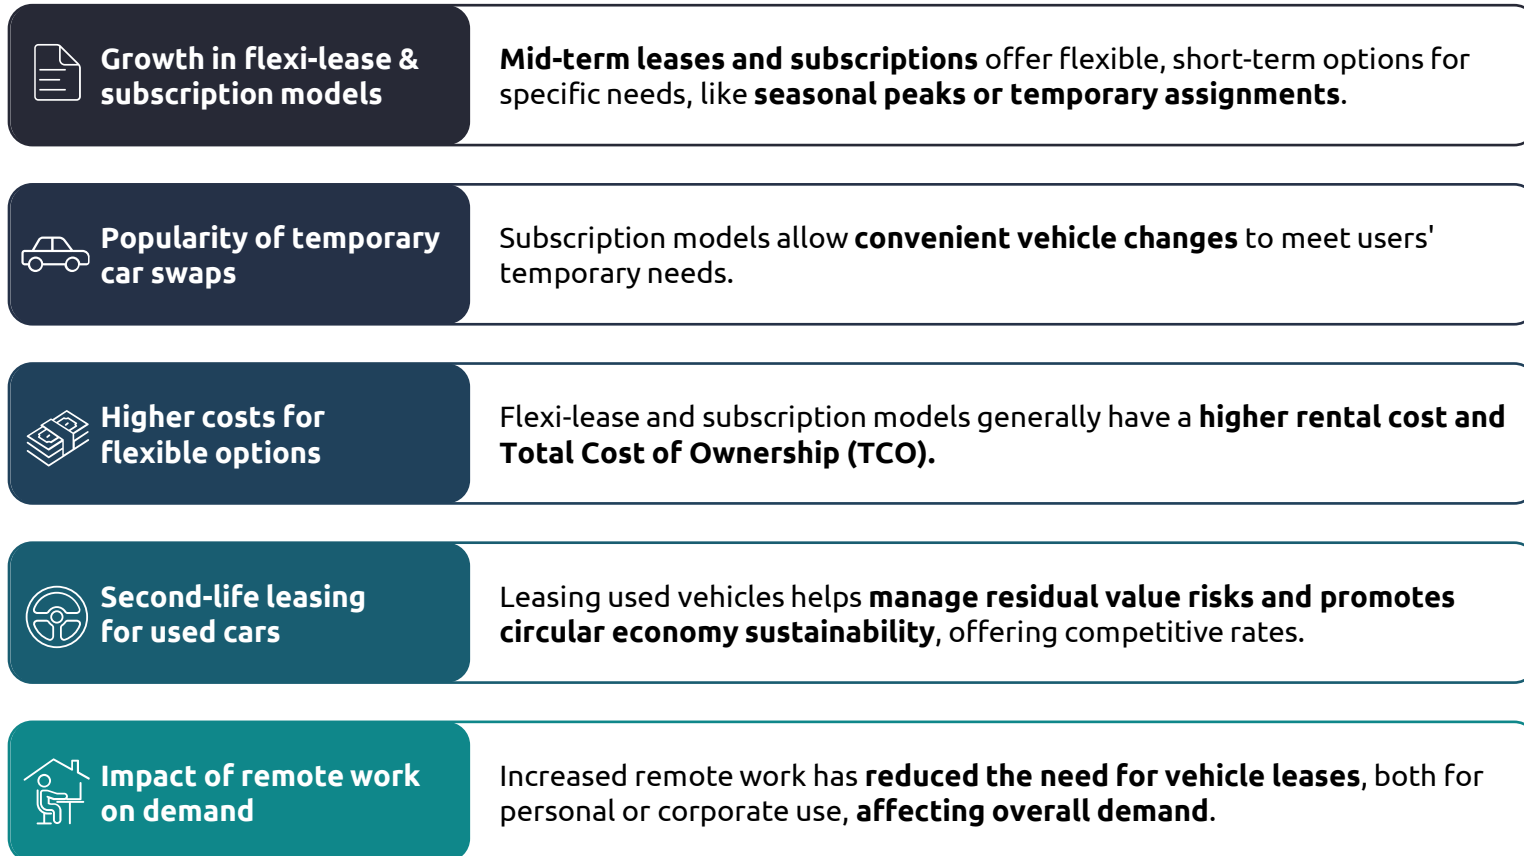 Growth in flexi-lease &
subscription models
Mid-term leases and subscriptions offer flexible, short-term options for
specific needs, like seasonal peaks or temporary assignments.
Popularity of temporary
car swaps
Subscription models allow convenient vehicle changes to meet users'
temporary needs.
Higher costs for
flexible options
Flexi-lease and subscription models generally have a higher rental cost and
Total Cost of Ownership (TCO).
Second-life leasing
for used cars
Leasing used vehicles helps manage residual value risks and promotes
circular economy sustainability, offering competitive rates.
Impact of remote work
on demand
Increased remote work has reduced the need for vehicle leases, both for
personal or corporate use, affecting overall demand.